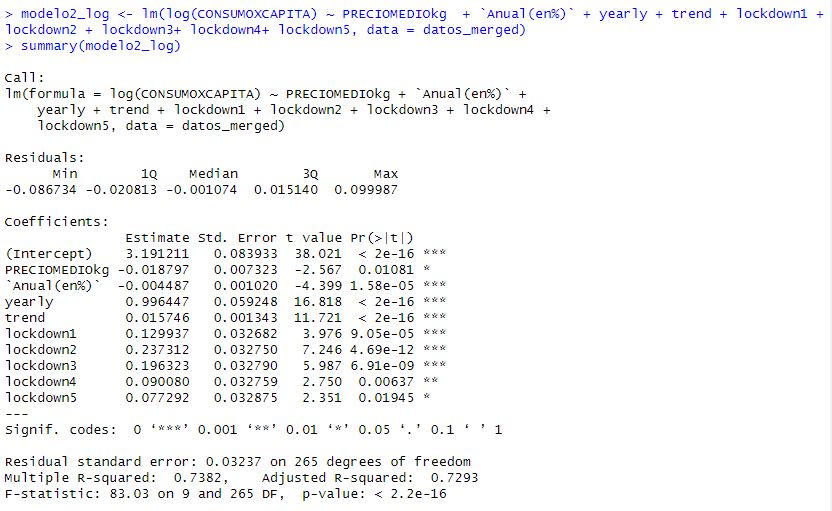 > modelo2_log <- lm(log(CONSUMOXCAPITA) ~ PRECIOMEDIOkg  + `Anual(en%)` + yearly + trend + lockdown1 +
lockdown2 + lockdown3+ lockdown4+ lockdown5, data = datos_merged)
> summary(modelo2_log)
Call:
lm(formula = log(CONSUMOXCAPITA) ~ PRECIOMEDIOkg + `Anual(en%)` +
    yearly + trend + lockdown1 + lockdown2 + lockdown3 + lockdown4 +
    lockdown5, data = datos_merged)
Residuals:
      Min        1Q    Median        3Q       Max
-0.086734 -0.020813 -0.001074  0.015140  0.099987
Coefficients:
               Estimate Std. Error t value Pr(>|t|)
(Intercept)    3.191211   0.083933  38.021  < 2e-16 ***
PRECIOMEDIOkg -0.018797   0.007323  -2.567  0.01081 *
`Anual(en%)`  -0.004487   0.001020  -4.399 1.58e-05 ***
yearly         0.996447   0.059248  16.818  < 2e-16 ***
trend          0.015746   0.001343  11.721  < 2e-16 ***
lockdown1      0.129937   0.032682   3.976 9.05e-05 ***
lockdown2      0.237312   0.032750   7.246 4.69e-12 ***
lockdown3      0.196323   0.032790   5.987 6.91e-09 ***
lockdown4      0.090080   0.032759   2.750  0.00637 **
lockdown5      0.077292   0.032875   2.351  0.01945 *
---
Signif. codes:  0 ‘***’ 0.001 ‘**’ 0.01 ‘*’ 0.05 ‘.’ 0.1 ‘ ’ 1
Residual standard error: 0.03237 on 265 degrees of freedom
Multiple R-squared:  0.7382,    Adjusted R-squared:  0.7293
F-statistic: 83.03 on 9 and 265 DF,  p-value: < 2.2e-16